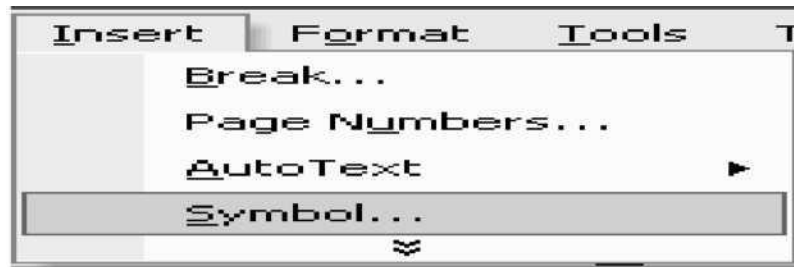 Insert Format Tools T
Break...
Page Numbers...
AutoText
Symbol...